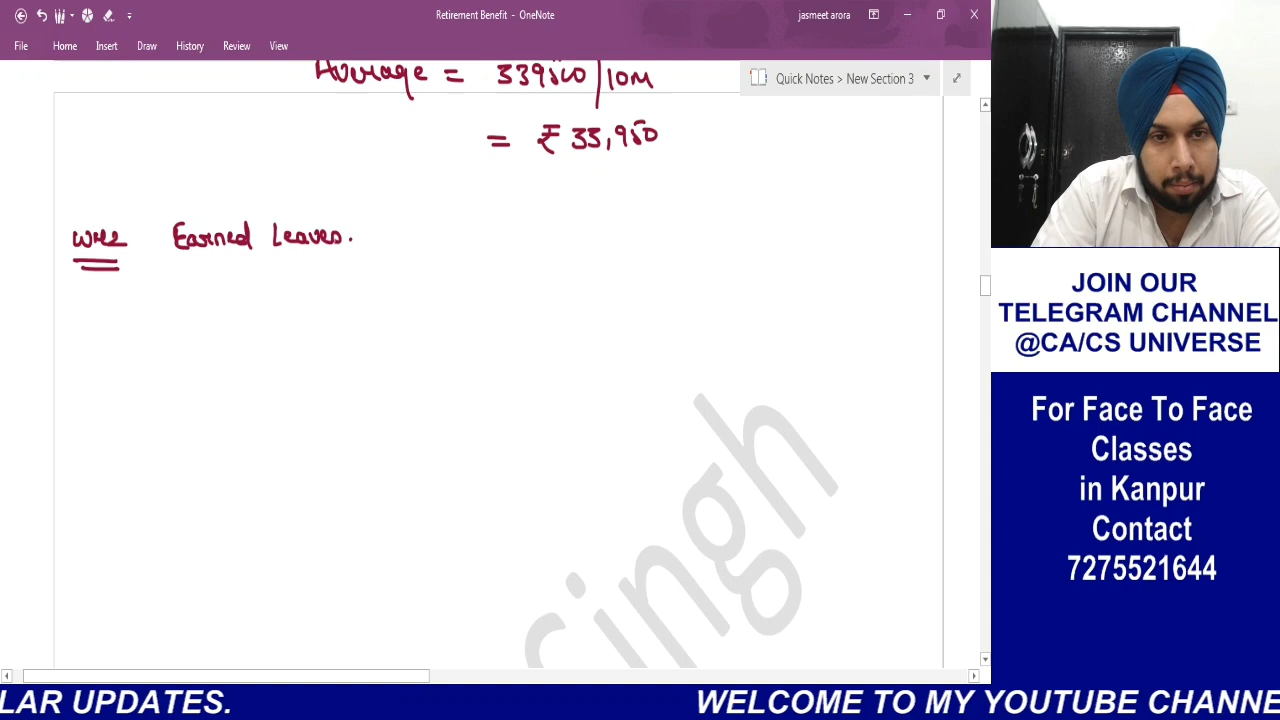 Retirement Benefit - OneNote
jasmeet arora
File Home Insert Draw History Review View
Quick Notes > New Section 3
Average = 339500/10m
= ₹ 33,950
WN2 Earned Leaves.
Singh
JOIN OUR
TELEGRAM CHANNEL
@CA/CS UNIVERSE
For Face To Face
Classes
in Kanpur
Contact
7275521644
LAR UPDATES. WELCOME TO MY YOUTUBE CHANNE